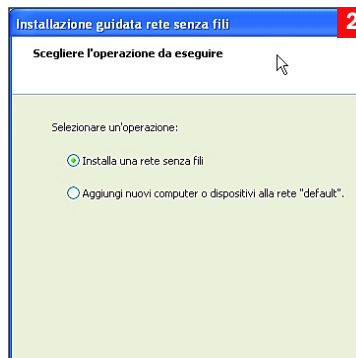 Installazione guidata rete senza fili
2
Scegliere l'operazione da eseguire
Selezionare un'operazione:
Installa una rete senza fili
Aggiungi nuovi computer o dispositivi alla rete "default".